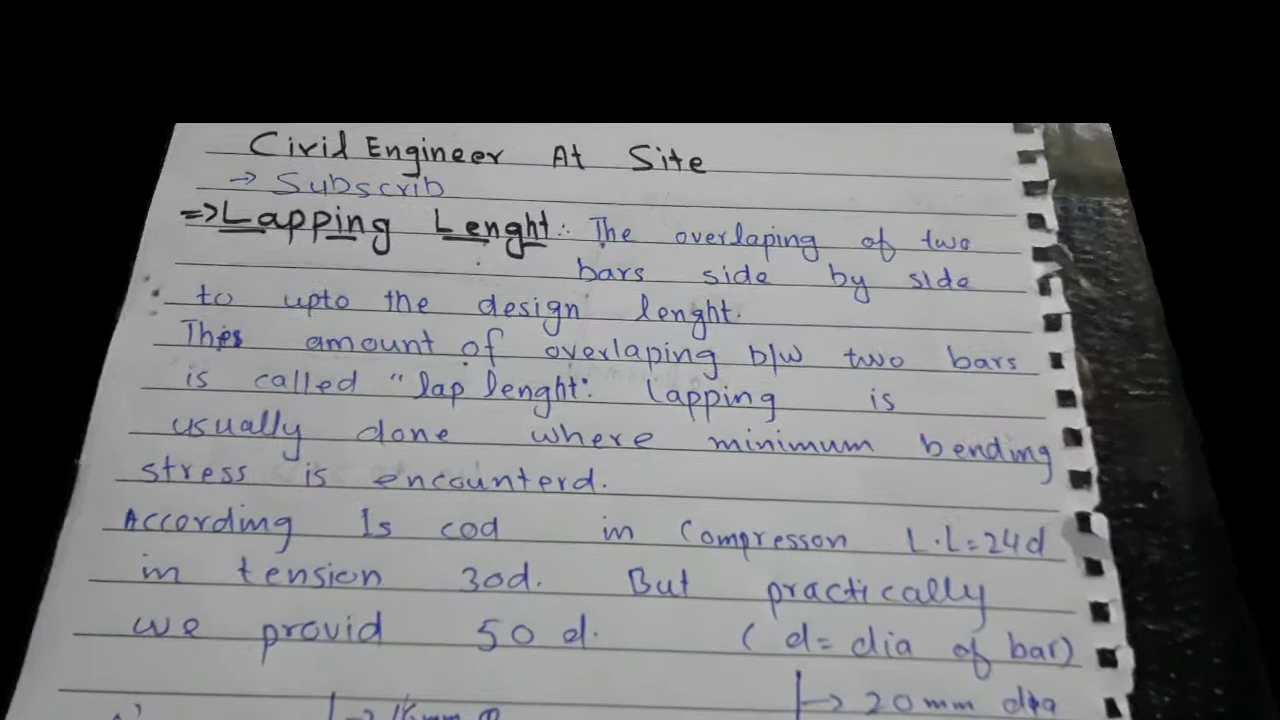 Civil Engineer At Site
→ Subscrib
=> Lapping Lenght:. The overlaping of two
bars side by side
to upto the design lenght.
This amount of overlaping b/w two bars
is called "lap lenght". Lapping is
usually done where minimum bending
stress is encounterd.
According Is cod in Compresson L.L=24d
in tension 30d. But practically
we provid 50 d. (d= dia of bar)
→ 20mm dia